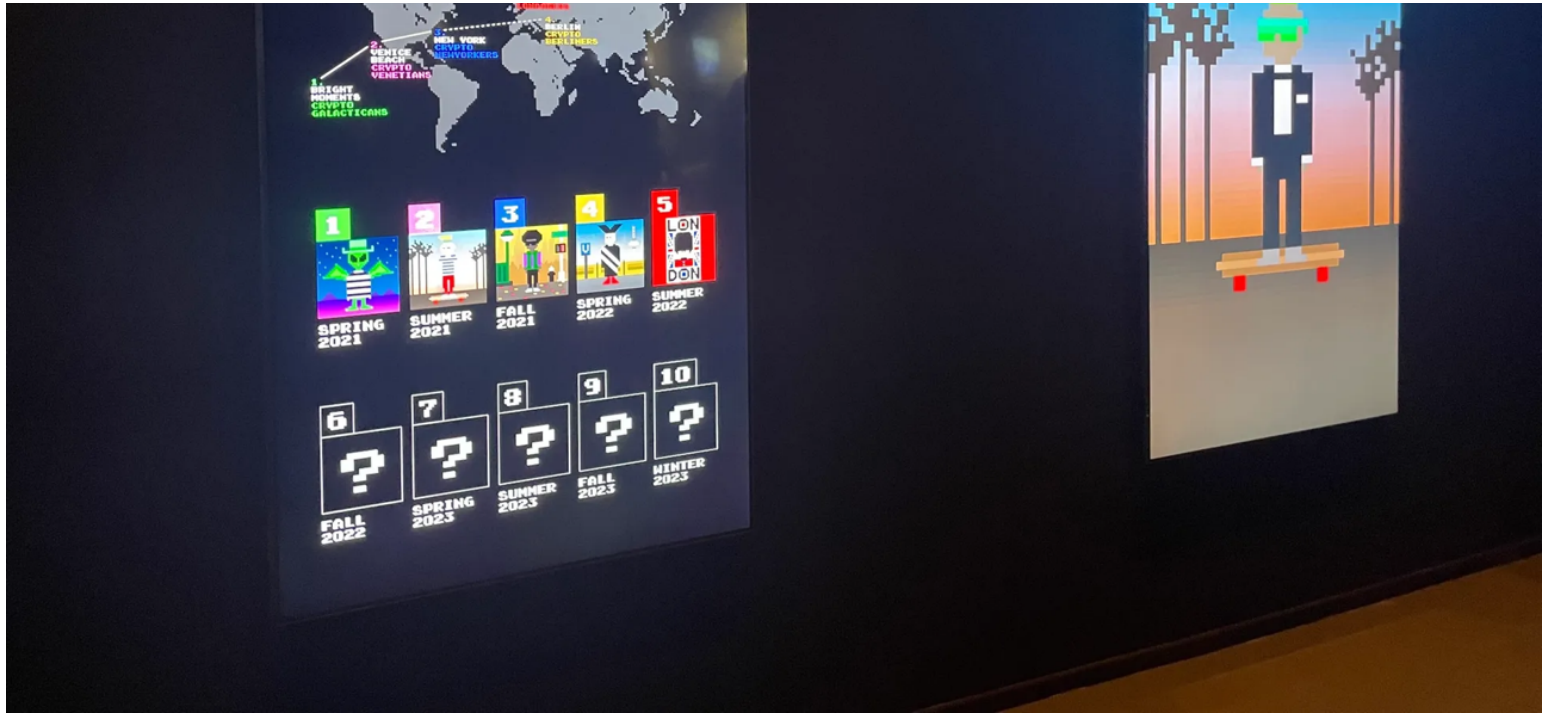 LONDONERS
4.
BERLIN
CRYPTO
BERLINERS
3.
NEW YORK
CRYPTO
NEWYORKERS
2.
VENICE
BEACH
CRYPTO
VENETIANS
1.
BRIGHT
MOMENTS
CRYPTO
GALACTICANS
1
2
3
4
5
U
LON
DON
SPRING
2021
SUMMER
2021
FALL
2021
SPRING
2022
SUMMER
2022
6
7
8
9
10
?
?
?
?
?
FALL
2022
SPRING
2023
SUMMER
2023
FALL
2023
WINTER
2023